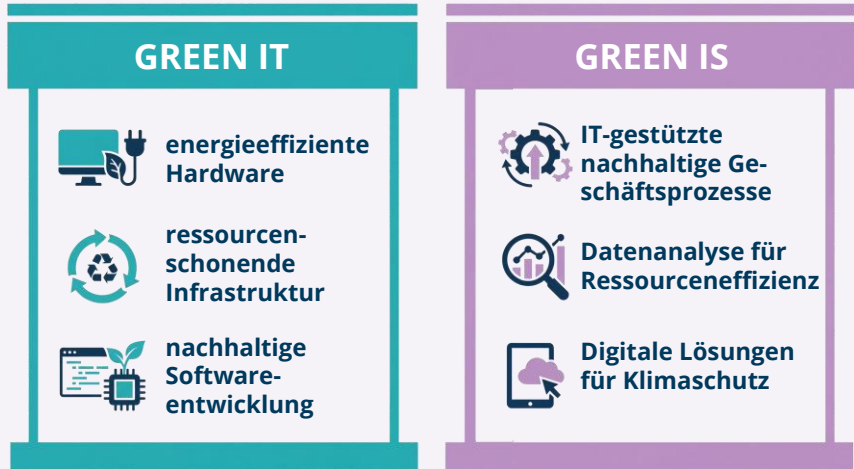 GREEN IT
energieeffiziente
Hardware
ressourcen-
schonende
Infrastruktur
nachhaltige
Software-
entwicklung
GREEN IS
IT-gestützte
nachhaltige Ge-
schäftsprozesse
Datenanalyse für
Ressourceneffizienz
Digitale Lösungen
für Klimaschutz